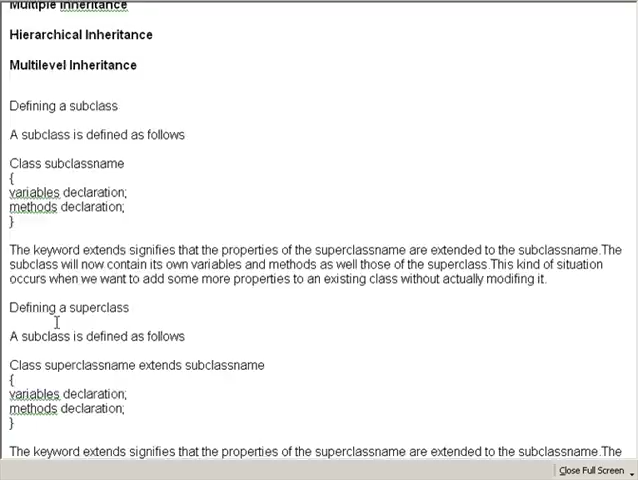 Multiple Inheritance
Hierarchical Inheritance
Multilevel Inheritance
Defining a subclass
A subclass is defined as follows
Class subclassname
{
variables declaration;
methods declaration;
}
The keyword extends signifies that the properties of the superclassname are extended to the subclassname.The
subclass will now contain its own variables and methods as well those of the superclass.This kind of situation
occurs when we want to add some more properties to an existing class without actually modifing it.
Defining a superclass
A subclass is defined as follows
Class superclassname extends subclassname
{
variables declaration;
methods declaration;
}
The keyword extends signifies that the properties of the superclassname are extended to the subclassname.The
Close Full Screen